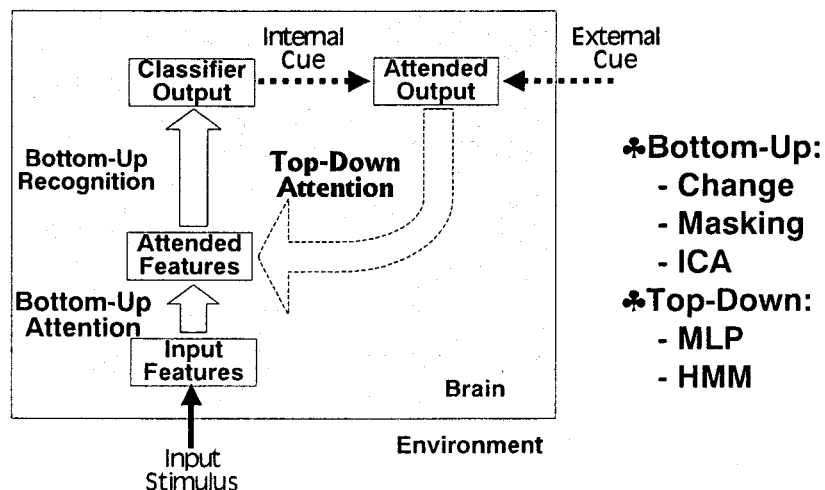 Internal
Cue
External
Cue
Classifier
Output
Attended
Output
Bottom-Up
Recognition
Top-Down
Attention
Attended
Features
Bottom-Up
Attention
Input
Features
Brain
Environment
Input
Stimulus
♣Bottom-Up:
- Change
- Masking
- ICA
♣Top-Down:
- MLP
- HMM